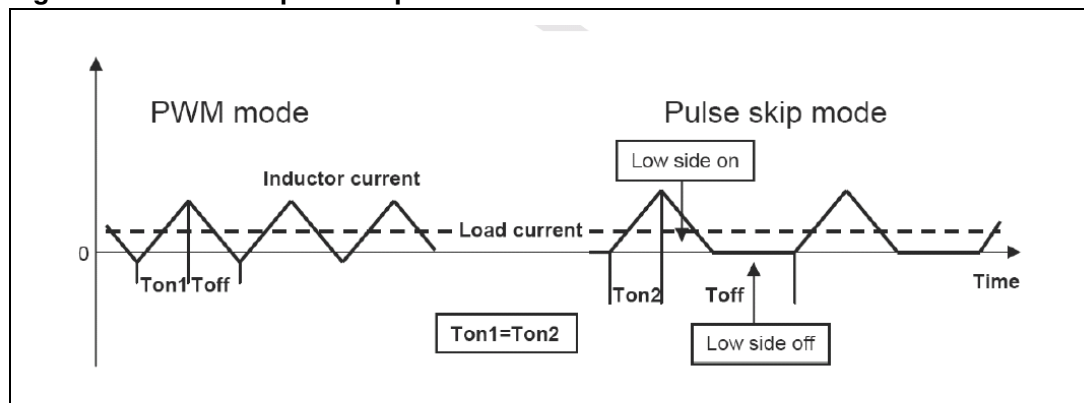 PWM mode
Pulse skip mode
Low side on
Inductor current
Load current
0
Ton1 Toff
Ton2
Toff
Time
Ton1=Ton2
Low side off